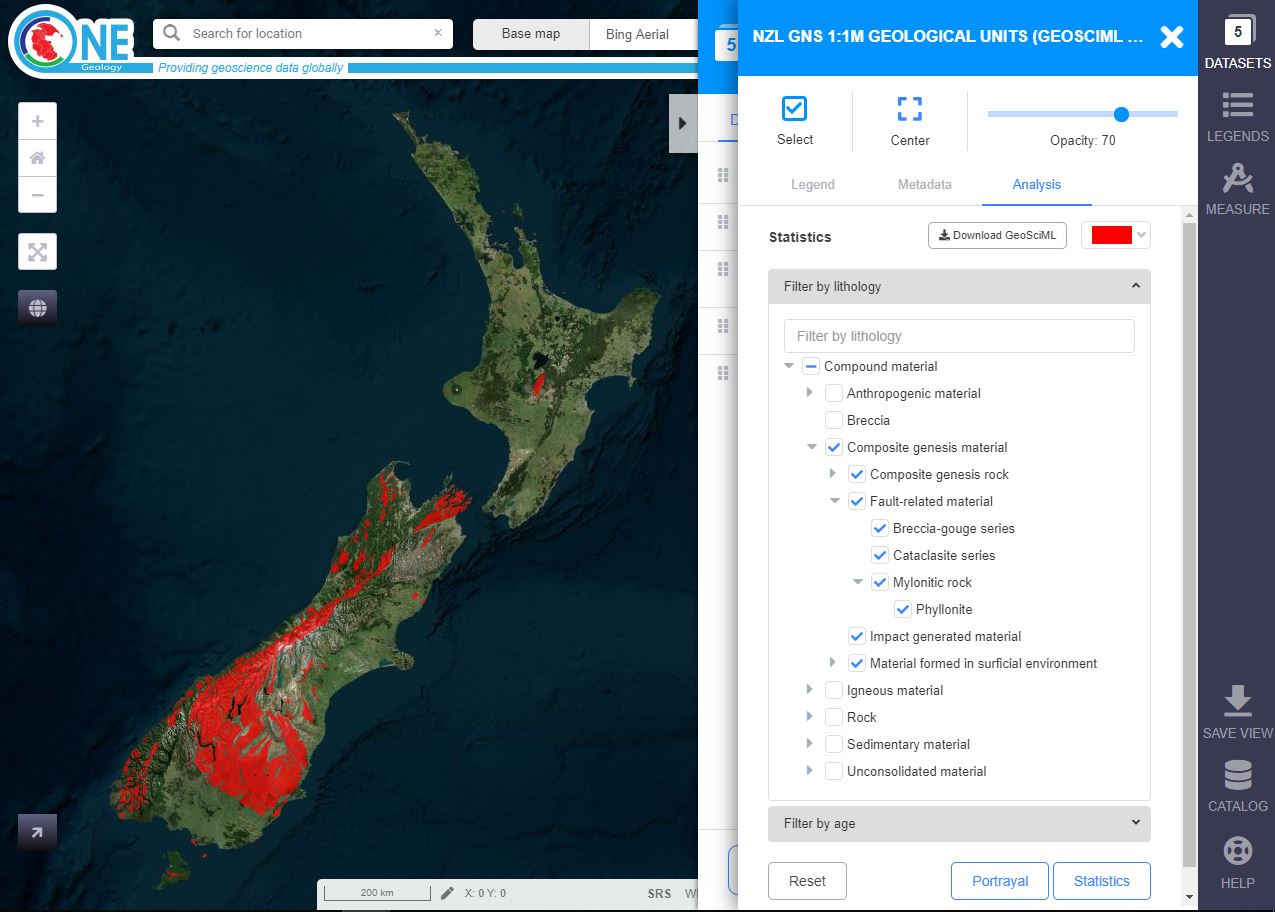 ONE
Geology
Providing geoscience data globally
Search for location
×
Base map
Bing Aerial
5
NZL GNS 1:1M GEOLOGICAL UNITS (GEOSCIML ...
5
DATASETS
LEGENDS
MEASURE
Select
Center
Opacity: 70
Legend
Metadata
Analysis
Statistics
Download GeoSciML
Filter by lithology
Filter by lithology
Compound material
Anthropogenic material
Breccia
Composite genesis material
Composite genesis rock
Fault-related material
Breccia-gouge series
Cataclasite series
Mylonitic rock
Phyllonite
Impact generated material
Material formed in surficial environment
Igneous material
Rock
Sedimentary material
Unconsolidated material
Filter by age
Reset
Portrayal
Statistics
SAVE VIEW
CATALOG
HELP
200 km
X: 0 Y: 0
SRS